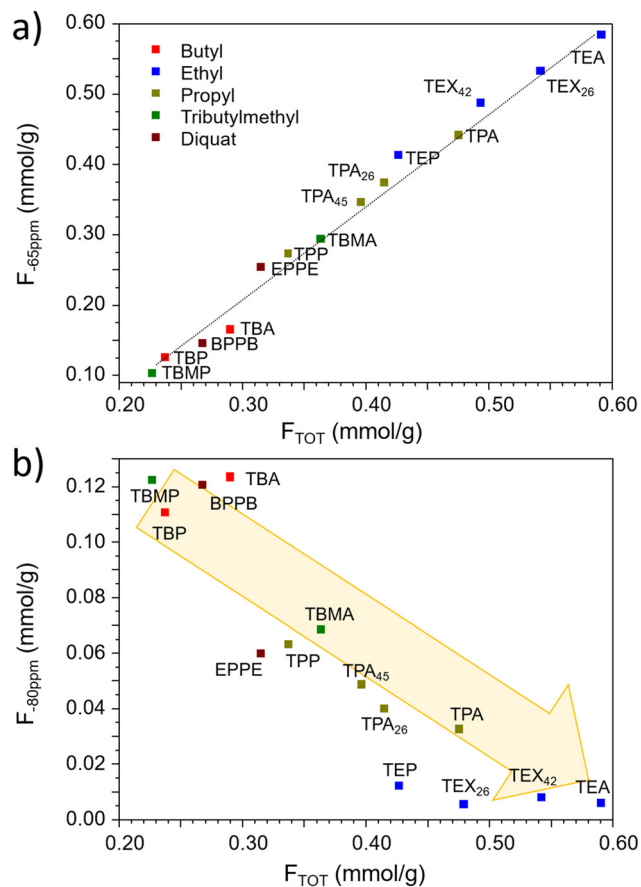 a)
0.60
0.50
0.40
0.30
0.20
0.10
F-65ppm (mmol/g)
Butyl
Ethyl
Propyl
Tributylmethyl
Diquat
TEA
TEX42
TEX26
TPA
TEP
TPA26
TPA45
TBMA
TPP
EPPE
TBA
BPPB
TBP
TBMP
0.20 0.30 0.40 0.50 0.60
FTOT (mmol/g)
b)
0.12
0.10
0.08
0.06
0.04
0.02
0.00
F-80ppm (mmol/g)
TBA
TBMP
BPPB
TBP
TBMA
TPP
EPPE
TPA45
TPA26
TPA
TEP
TEX26
TEX42
TEA
0.20 0.30 0.40 0.50 0.60
FTOT (mmol/g)